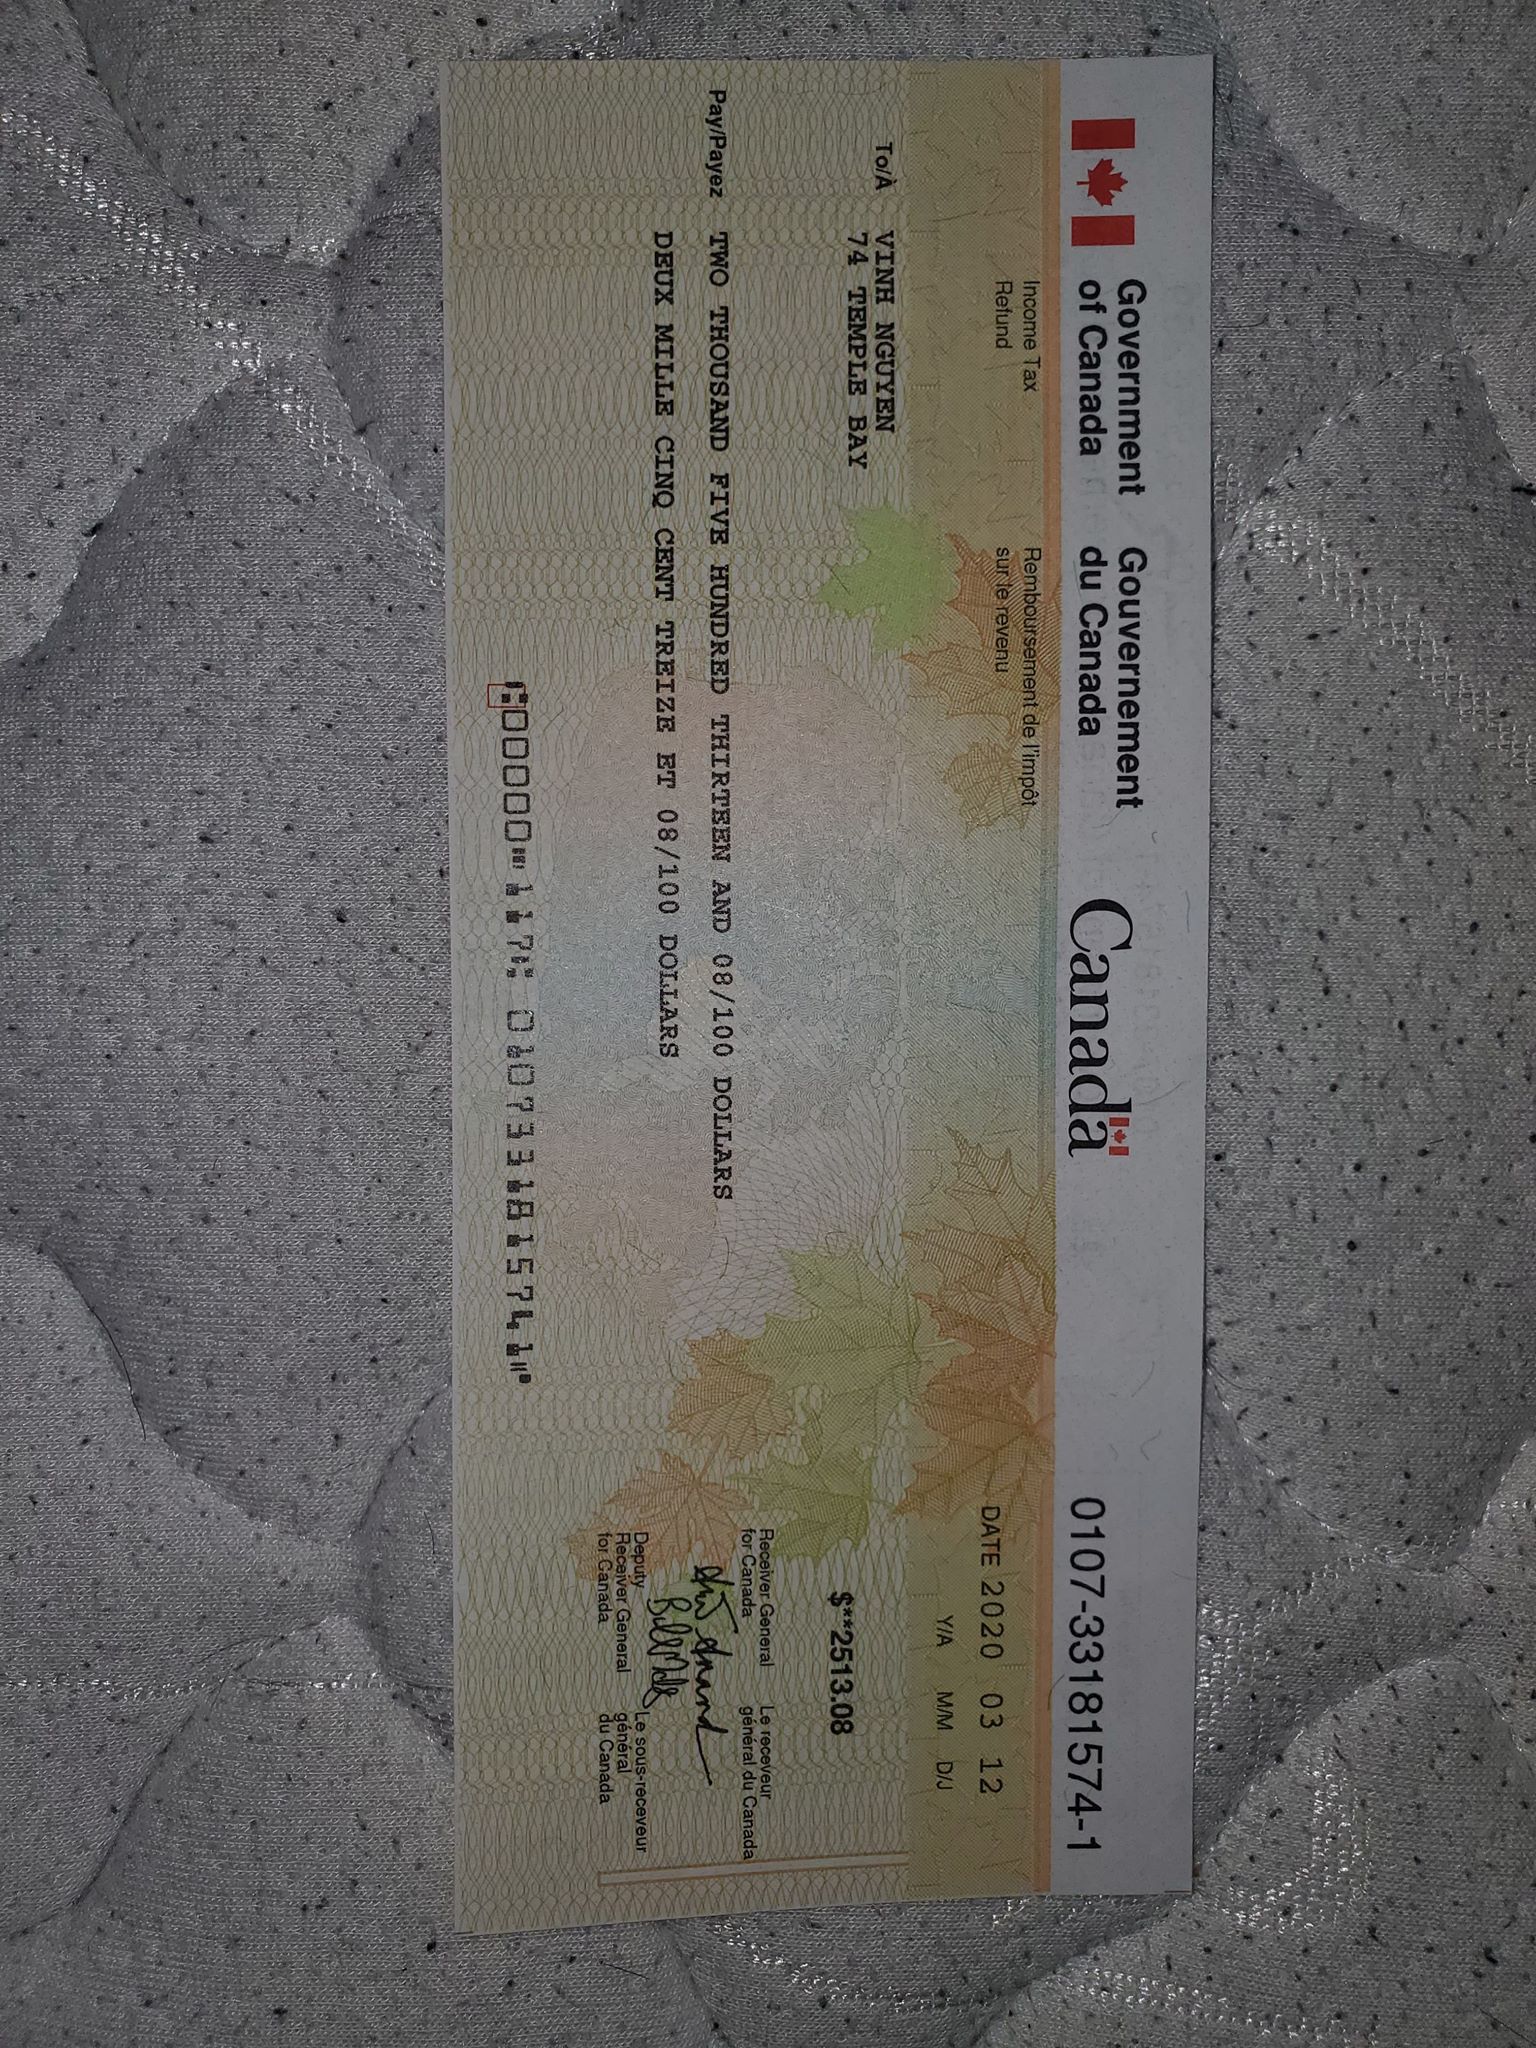 Government of Canada
Gouvernement du Canada
Canada
0107-33181574-1
Income Tax Refund
Remboursement de l'impôt sur le revenu
DATE 2020 03 12
Y/A M/M D/J
To/À VINH NGUYEN
74 TEMPLE BAY
$**2513.08
Receiver General for Canada
Le receveur général du Canada
Pay/Payez TWO THOUSAND FIVE HUNDRED THIRTEEN AND 08/100 DOLLARS
DEUX MILLE CINQ CENT TREIZE ET 08/100 DOLLARS
Deputy Receiver General for Canada
Le sous-receveur général du Canada
⑆00000⑉117⑆ 0107331815741⑈